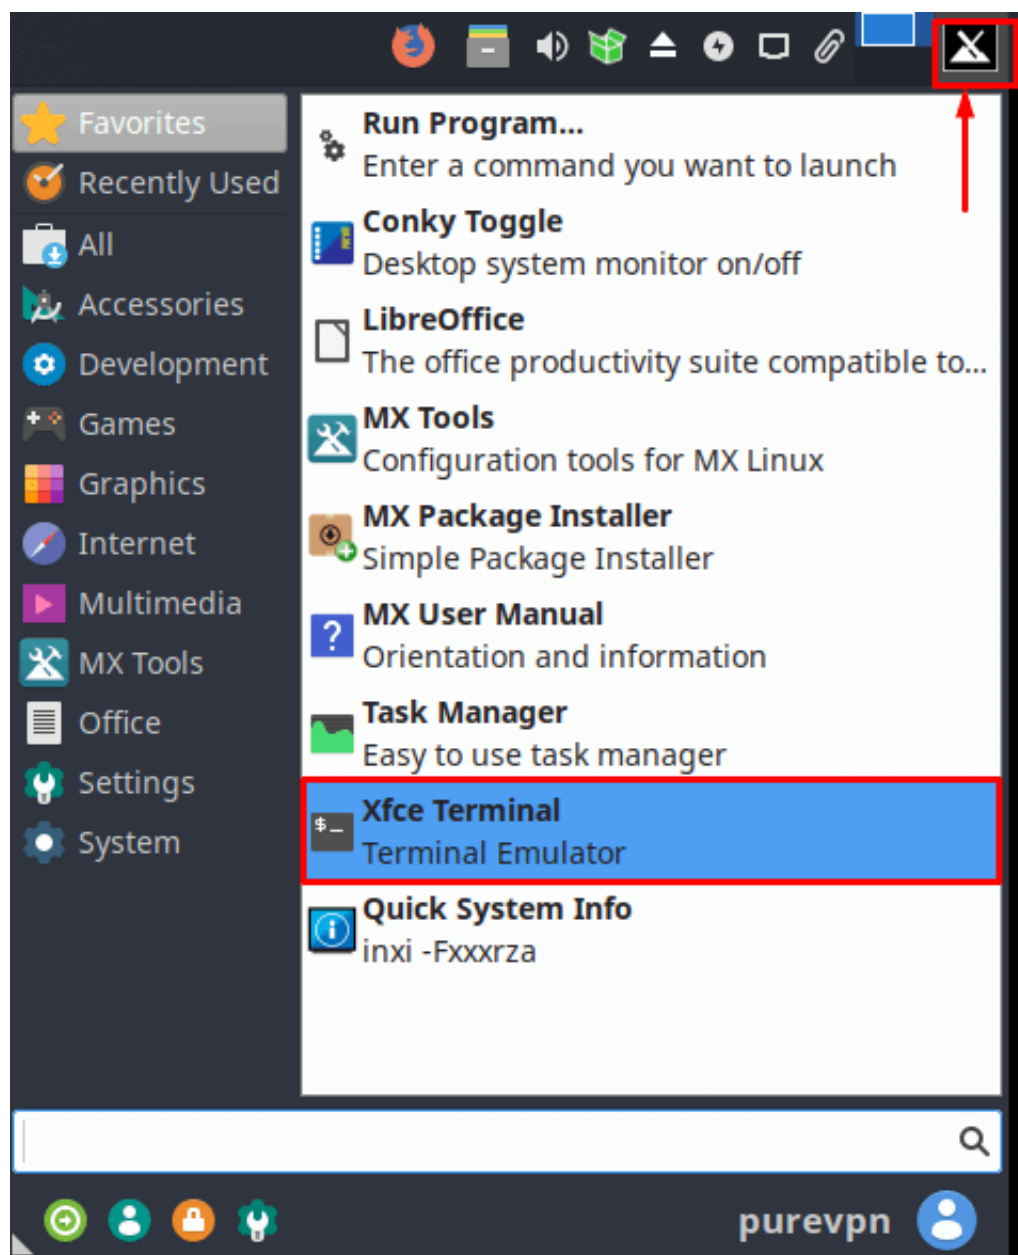 Favorites
Recently Used
All
Accessories
Development
Games
Graphics
Internet
Multimedia
MX Tools
Office
Settings
System
Run Program...
Enter a command you want to launch
Conky Toggle
Desktop system monitor on/off
LibreOffice
The office productivity suite compatible to...
MX Tools
Configuration tools for MX Linux
MX Package Installer
Simple Package Installer
MX User Manual
Orientation and information
Task Manager
Easy to use task manager
$_
Xfce Terminal
Terminal Emulator
Quick System Info
inxi -Fxxxrza
purevpn